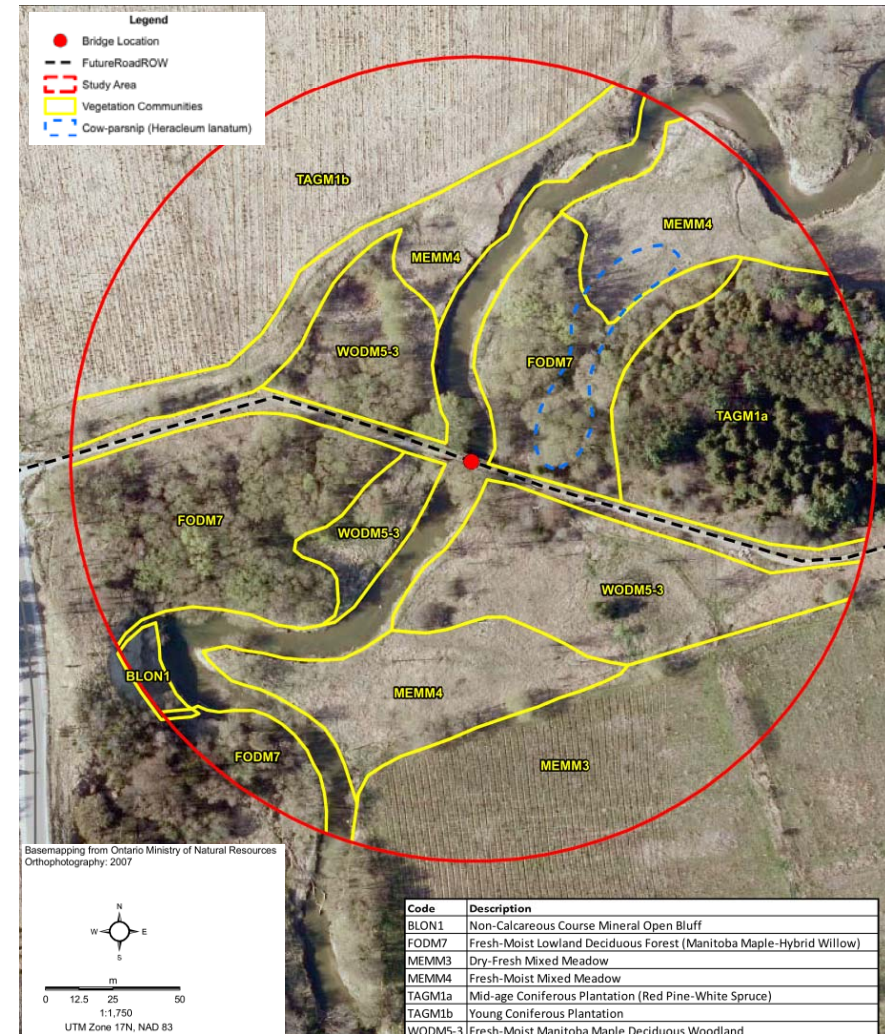 Legend
Bridge Location
FutureRoadROW
Study Area
Vegetation Communities
Cow-parsnip (Heracleum lanatum)
TAGM1b
MEMM4
MEMM4
WODM5-3
FODM7
TAGM1a
FODM7
WODM5-3
WODM5-3
BLON1
MEMM4
FODM7
MEMM3
Basemapping from Ontario Ministry of Natural Resources
Orthophotography: 2007
N
W E
S
m
0 12.5 25 50
1:1,750
UTM Zone 17N, NAD 83
Code Description
BLON1 Non-Calcareous Course Mineral Open Bluff
FODM7 Fresh-Moist Lowland Deciduous Forest (Manitoba Maple-Hybrid Willow)
MEMM3 Dry-Fresh Mixed Meadow
MEMM4 Fresh-Moist Mixed Meadow
TAGM1a Mid-age Coniferous Plantation (Red Pine-White Spruce)
TAGM1b Young Coniferous Plantation
WODM5-3 Fresh-Moist Manitoba Maple Deciduous Woodland